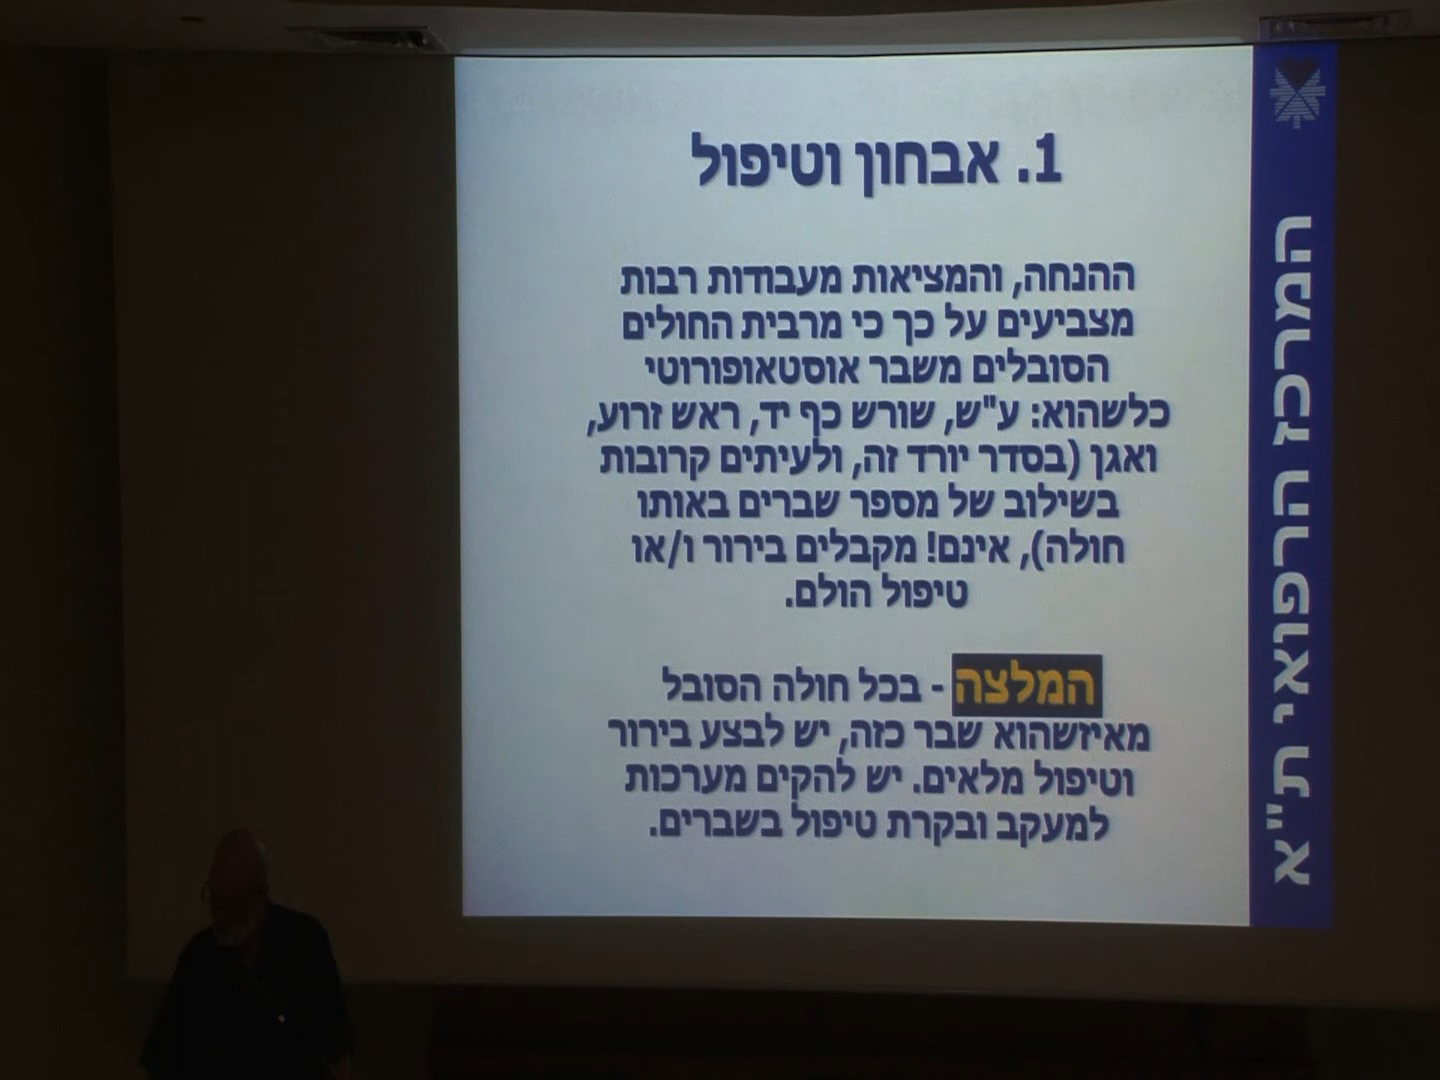 1. אבחון וטיפול
ההנחה, והמציאות מעבודות רבות
מצביעים על כך כי מרבית החולים
הסובלים משבר אוסטאופורוטי
כלשהוא: ע"ש, שורש כף יד, ראש זרוע,
ואגן (בסדר יורד זה, ולעיתים קרובות
בשילוב של מספר שברים באותו
חולה), אינם! מקבלים בירור ו/או
טיפול הולם.
המלצה - בכל חולה הסובל
מאיזשהוא שבר כזה, יש לבצע בירור
וטיפול מלאים. יש להקים מערכות
למעקב ובקרת טיפול בשברים.
המרכז הרפואי ת"א